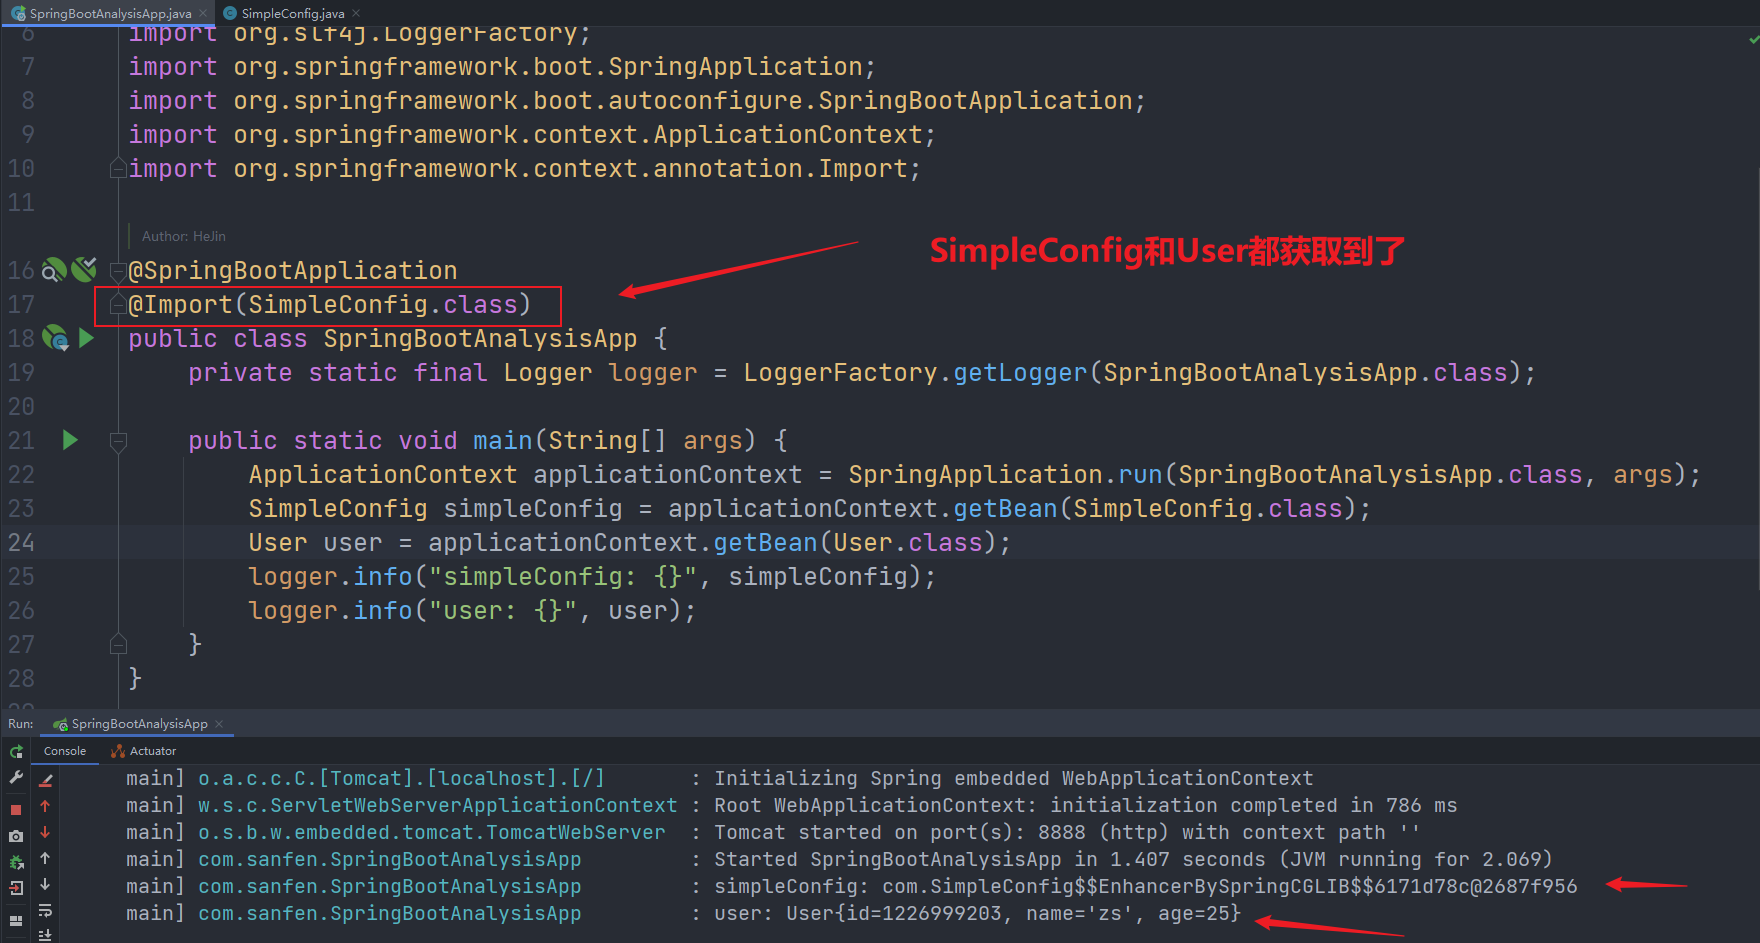 SpringBootAnalysisApp.java × SimpleConfig.java ×
6 import org.slf4j.LoggerFactory;
7 import org.springframework.boot.SpringApplication;
8 import org.springframework.boot.autoconfigure.SpringBootApplication;
9 import org.springframework.context.ApplicationContext;
10 import org.springframework.context.annotation.Import;
11
Author: HeJin
SimpleConfig和User都获取到了
16 @SpringBootApplication
17 @Import(SimpleConfig.class)
18 public class SpringBootAnalysisApp {
19 private static final Logger logger = LoggerFactory.getLogger(SpringBootAnalysisApp.class);
20
21 public static void main(String[] args) {
22 ApplicationContext applicationContext = SpringApplication.run(SpringBootAnalysisApp.class, args);
23 SimpleConfig simpleConfig = applicationContext.getBean(SimpleConfig.class);
24 User user = applicationContext.getBean(User.class);
25 logger.info("simpleConfig: {}", simpleConfig);
26 logger.info("user: {}", user);
27 }
28 }
Run: SpringBootAnalysisApp ×
Console Actuator
main] o.a.c.c.C.[Tomcat].[localhost].[/] : Initializing Spring embedded WebApplicationContext
main] w.s.c.ServletWebServerApplicationContext : Root WebApplicationContext: initialization completed in 786 ms
main] o.s.b.w.embedded.tomcat.TomcatWebServer : Tomcat started on port(s): 8888 (http) with context path ''
main] com.sanfen.SpringBootAnalysisApp : Started SpringBootAnalysisApp in 1.407 seconds (JVM running for 2.069)
main] com.sanfen.SpringBootAnalysisApp : simpleConfig: com.SimpleConfig$$EnhancerBySpringCGLIB$$6171d78c@2687f956
main] com.sanfen.SpringBootAnalysisApp : user: User{id=1226999203, name='zs', age=25}